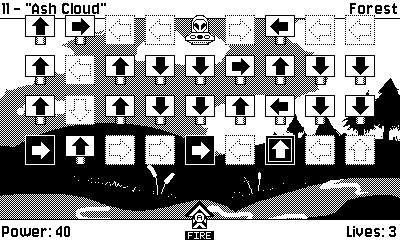 11 - "Ash Cloud"
Forest
A
FIRE
Power: 40
Lives: 3